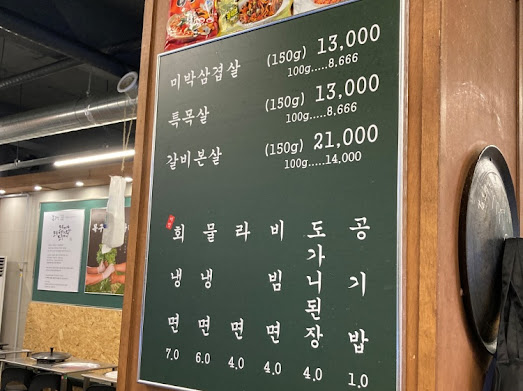 미박삼겹살 (150g) 13,000
100g.....8,666
특목살 (150g) 13,000
100g.....8,666
갈비본살 (150g) 21,000
100g.....14,000
회냉면 7.0
물냉면 6.0
라면 4.0
비빔면 4.0
도가니된장 4.0
공기밥 1.0